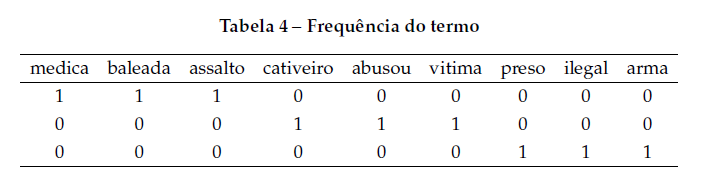 Tabela 4 – Frequência do termo
medica baleada assalto cativeiro abusou vitima preso ilegal arma
1 1 1 0 0 0 0 0 0
0 0 0 1 1 1 0 0 0
0 0 0 0 0 0 1 1 1